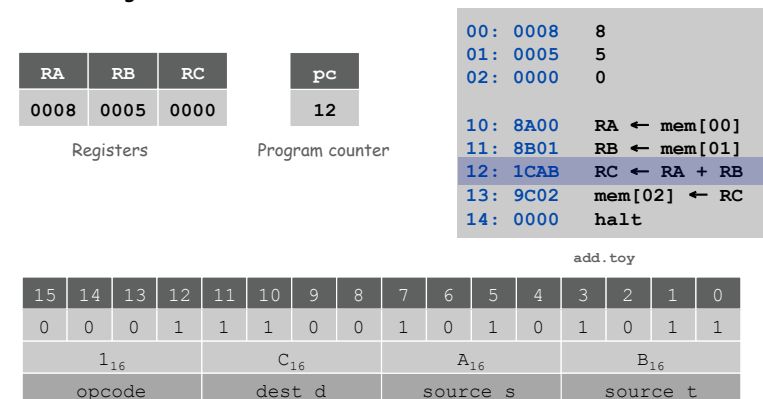 RA RB RC
0008 0005 0000
Registers
pc
12
Program counter
00: 0008 8
01: 0005 5
02: 0000 0
10: 8A00 RA ← mem[00]
11: 8B01 RB ← mem[01]
12: 1CAB RC ← RA + RB
13: 9C02 mem[02] ← RC
14: 0000 halt
add.toy
15 14 13 12 11 10 9 8 7 6 5 4 3 2 1 0
0 0 0 1 1 1 0 0 1 0 1 0 1 0 1 1
1₁₆ C₁₆ A₁₆ B₁₆
opcode dest d source s source t